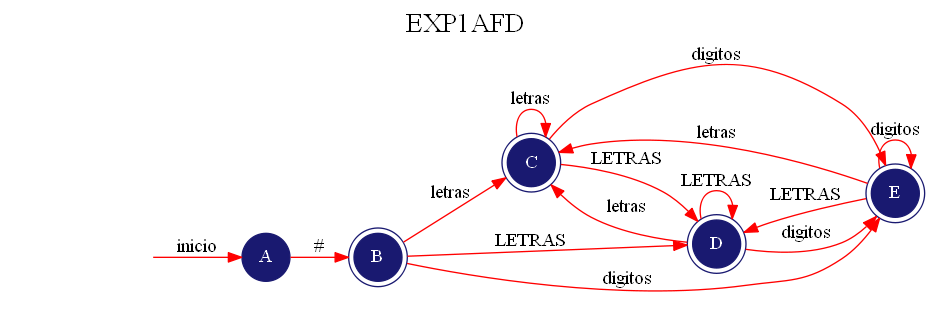 EXP1AFD
digitos
letras
digitos
letras
LETRAS
C
LETRAS
letras
E
LETRAS
letras
digitos
inicio
#
LETRAS
D
A
B
digitos